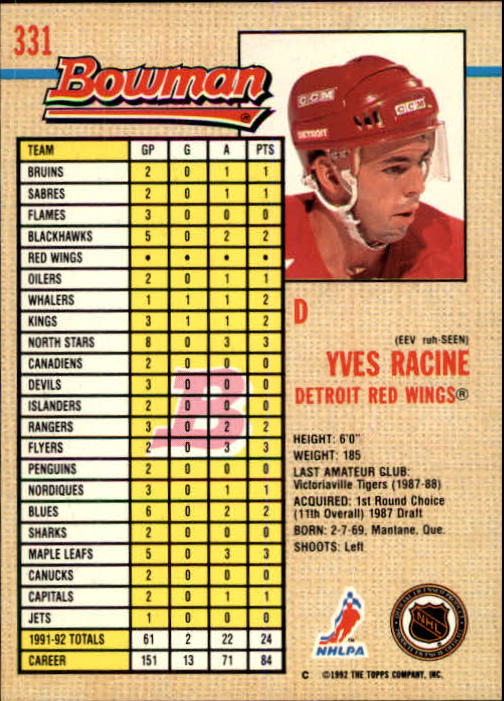 331
Bowman®
CCM
CCM
DETROIT
TEAM GP G A PTS
BRUINS 2 0 1 1
SABRES 2 0 1 1
FLAMES 3 0 0 0
BLACKHAWKS 5 0 2 2
RED WINGS • • • •
OILERS 2 0 1 1
WHALERS 1 1 1 2
KINGS 3 1 1 2
NORTH STARS 8 0 3 3
CANADIENS 2 0 0 0
DEVILS 3 0 0 0
ISLANDERS 2 0 0 0
RANGERS 3 0 2 2
FLYERS 2 0 3 3
PENGUINS 2 0 0 0
NORDIQUES 3 0 1 1
BLUES 6 0 2 2
SHARKS 2 0 0 0
MAPLE LEAFS 5 0 3 3
CANUCKS 2 0 0 0
CAPITALS 2 0 1 1
JETS 1 0 0 0
1991-92 TOTALS 61 2 22 24
CAREER 151 13 71 84
B
D
(EEV ruh-SEEN)
YVES RACINE
DETROIT RED WINGS®
HEIGHT: 6'0"
WEIGHT: 185
LAST AMATEUR CLUB:
Victoriaville Tigers (1987-88)
ACQUIRED: 1st Round Choice
(11th Overall) 1987 Draft
BORN: 2-7-69, Mantane, Que.
SHOOTS: Left
NHLPA™
NHL
C ©1992 THE TOPPS COMPANY, INC.